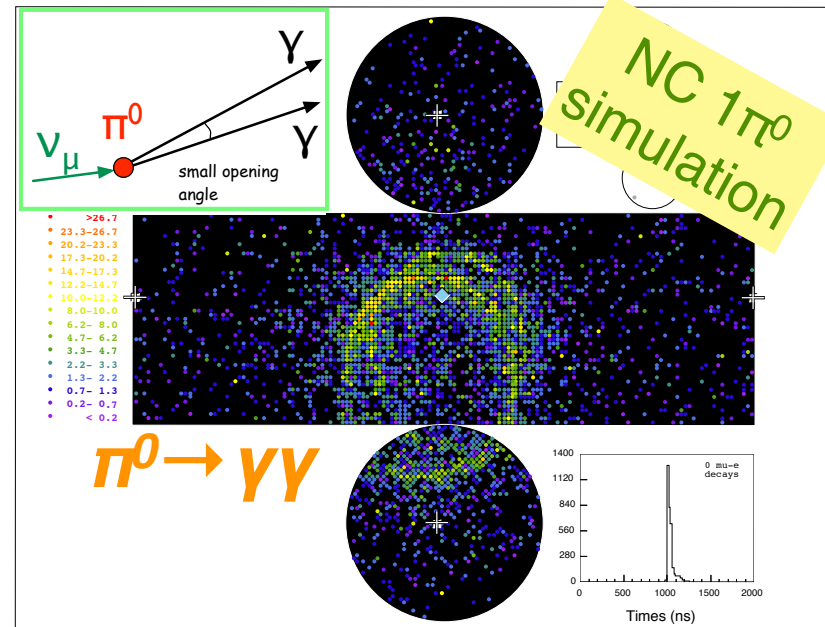 γ
γ
π⁰
ν_μ
small opening
angle
NC 1π⁰
simulation
>26.7
23.3-26.7
20.2-23.3
17.3-20.2
14.7-17.3
12.2-14.7
10.0-12.2
8.0-10.0
6.2- 8.0
4.7- 6.2
3.3- 4.7
2.2- 3.3
1.3- 2.2
0.7- 1.3
0.2- 0.7
< 0.2
π⁰→ γγ
1400
1120
840
560
280
0
0 mu-e
decays
0 500 1000 1500 2000
Times (ns)